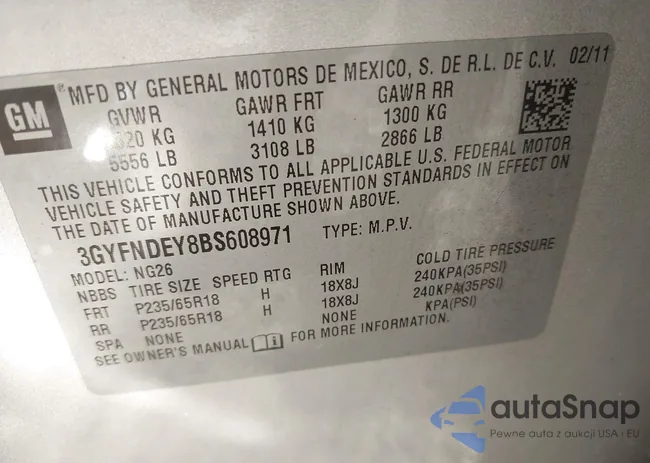 GM
®
MFD BY GENERAL MOTORS DE MEXICO, S. DE R.L. DE C.V. 02/11
GVWR GAWR FRT GAWR RR
20 KG 1410 KG 1300 KG
5556 LB 3108 LB 2866 LB
THIS VEHICLE CONFORMS TO ALL APPLICABLE U.S. FEDERAL MOTOR
VEHICLE SAFETY AND THEFT PREVENTION STANDARDS IN EFFECT ON
THE DATE OF MANUFACTURE SHOWN ABOVE.
3GYFNDEY8BS608971 TYPE: M.P.V.
MODEL: NG26
NBBS TIRE SIZE SPEED RTG RIM
FRT P235/65R18 H 18X8J 240KPA(35PSI)
RR P235/65R18 H 18X8J 240KPA(35PSI)
SPA NONE NONE KPA(PSI)
SEE OWNER'S MANUAL FOR MORE INFORMATION.
autaSnap
Pewne auta z aukcji USA i EU